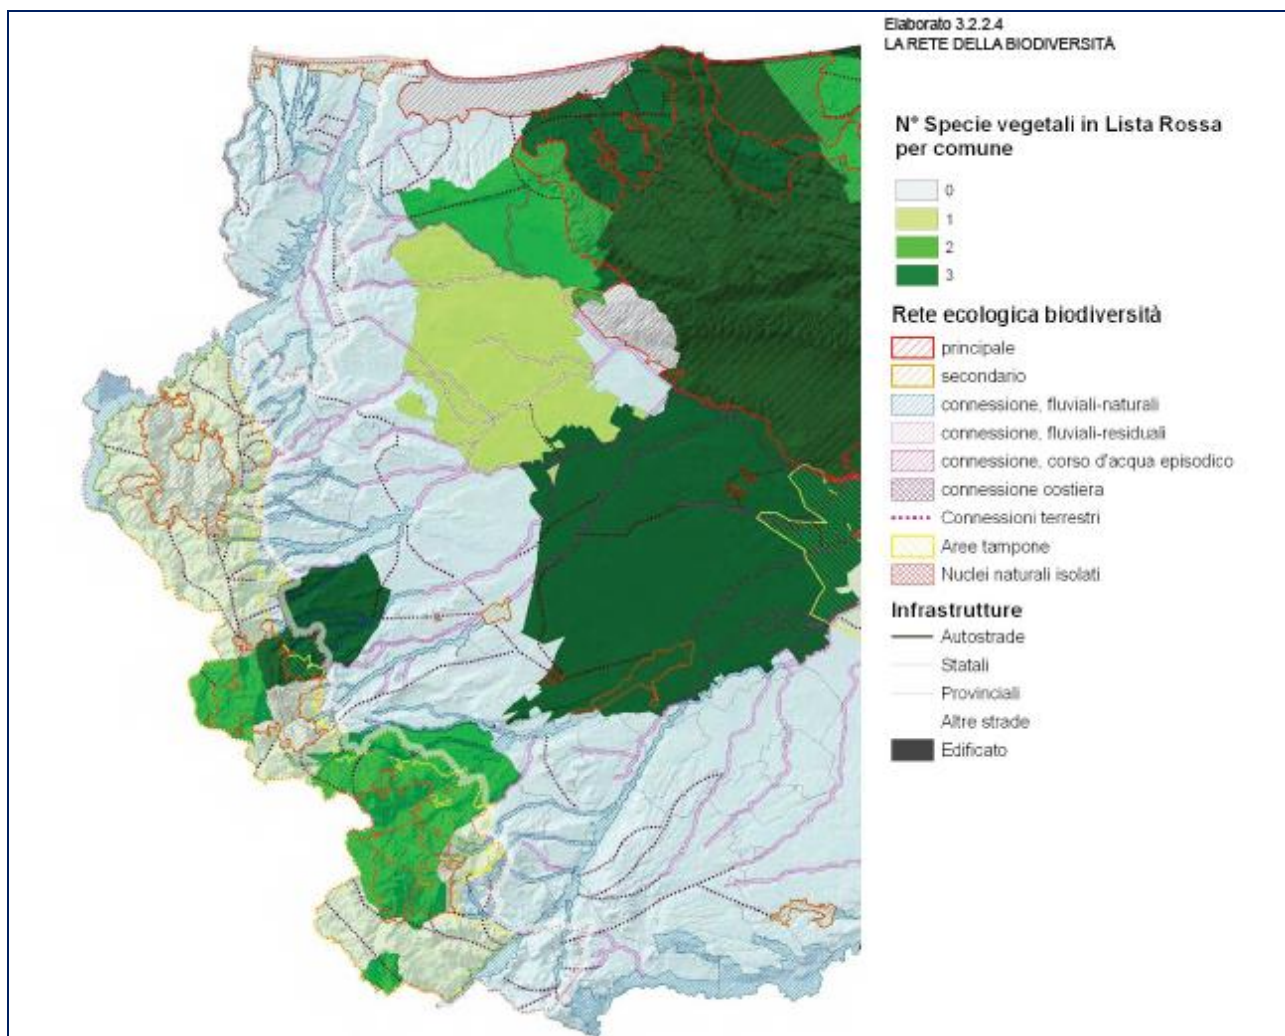 Elaborato 3.2.2.4
LA RETE DELLA BIODIVERSITÀ
N° Specie vegetali in Lista Rossa
per comune
0
1
2
3
Rete ecologica biodiversità
principale
secondario
connessione, fluviali-naturali
connessione, fluviali-residuali
connessione, corso d'acqua episodico
connessione costiera
Connessioni terrestri
Aree tampone
Nuclei naturali isolati
Infrastrutture
Autostrade
Statali
Provinciali
Altre strade
Edificato